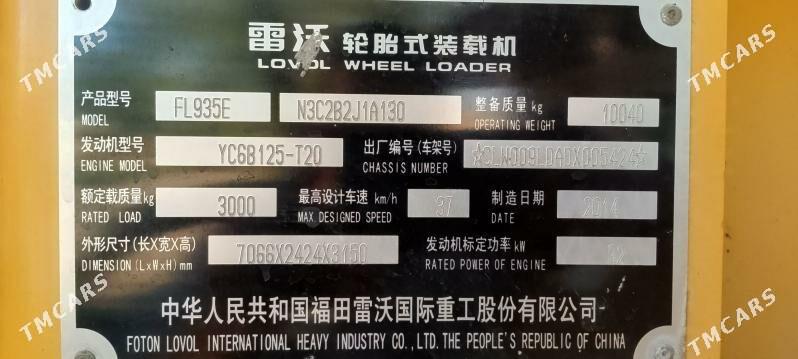 雷沃 轮胎式装载机
LOVOL WHEEL LOADER
产品型号 FL935E N3C2B2J1A130 整备质量 kg 10040
MODEL OPERATING WEIGHT
发动机型号 YC6B125-T20 出厂编号(车架号)
ENGINE MODEL CHASSIS NUMBER
额定载质量kg 3000 最高设计车速 km/h 37 制造日期 2014
RATED LOAD MAX.DESIGNED SPEED DATE
外形尺寸(长X宽X高) 7066X2424X3150 发动机标定功率 kW 92
DIMENSION(LxWxH)mm RATED POWER OF ENGINE
中华人民共和国福田雷沃国际重工股份有限公司
FOTON LOVOL INTERNATIONAL HEAVY INDUSTRY CO.,LTD.THE PEOPLE'S REPUBLIC OF CHINA
TMCARS
TMCARS
TMCARS
TMCARS